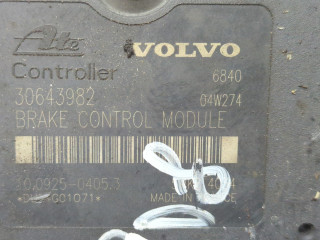 Ate VOLVO
Controller 6840
30643982 04W274
BRAKE CONTROL MODULE
10.0925-0405.3
MADE IN